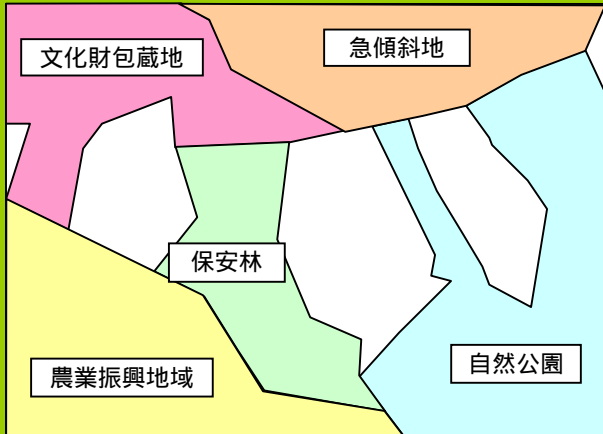 文化財包蔵地
急傾斜地
保安林
自然公園
農業振興地域